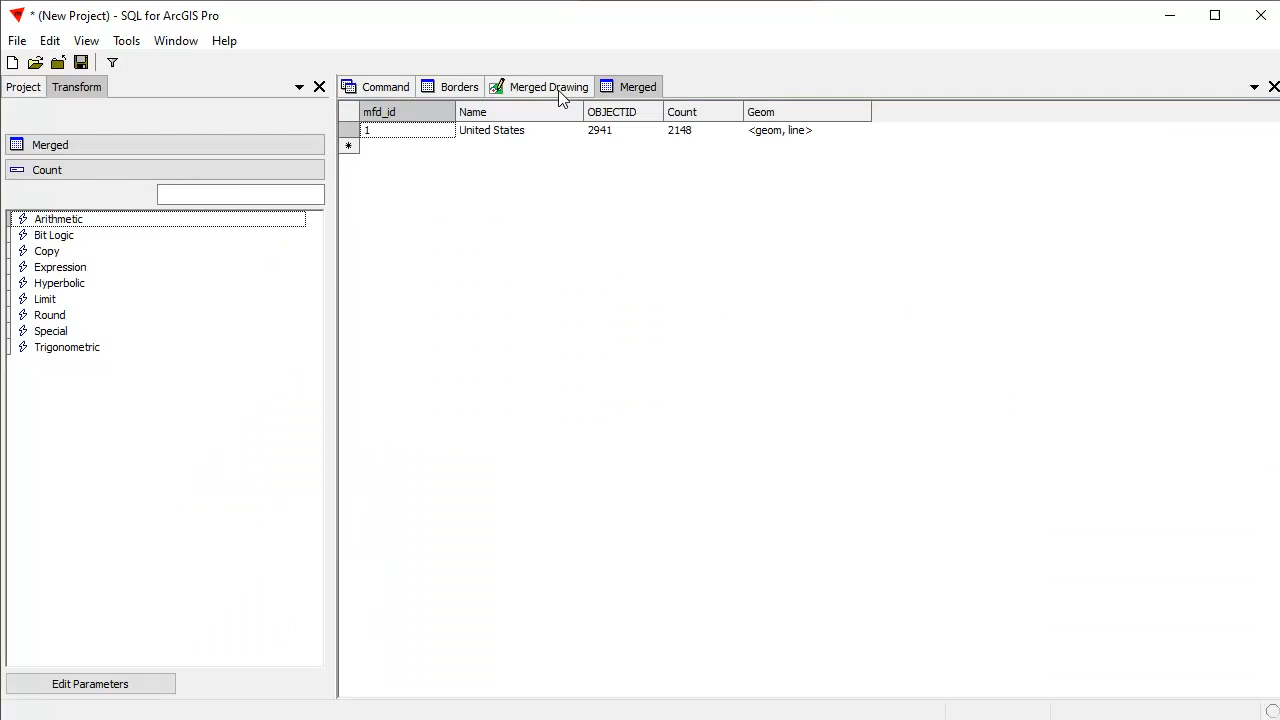 * (New Project) - SQL for ArcGIS Pro
File Edit View Tools Window Help
Project Transform
Command Borders Merged Drawing Merged
mfd_id Name OBJECTID Count Geom
1 United States 2941 2148 <geom, line>
*
Merged
Count
Arithmetic
Bit Logic
Copy
Expression
Hyperbolic
Limit
Round
Special
Trigonometric
Edit Parameters